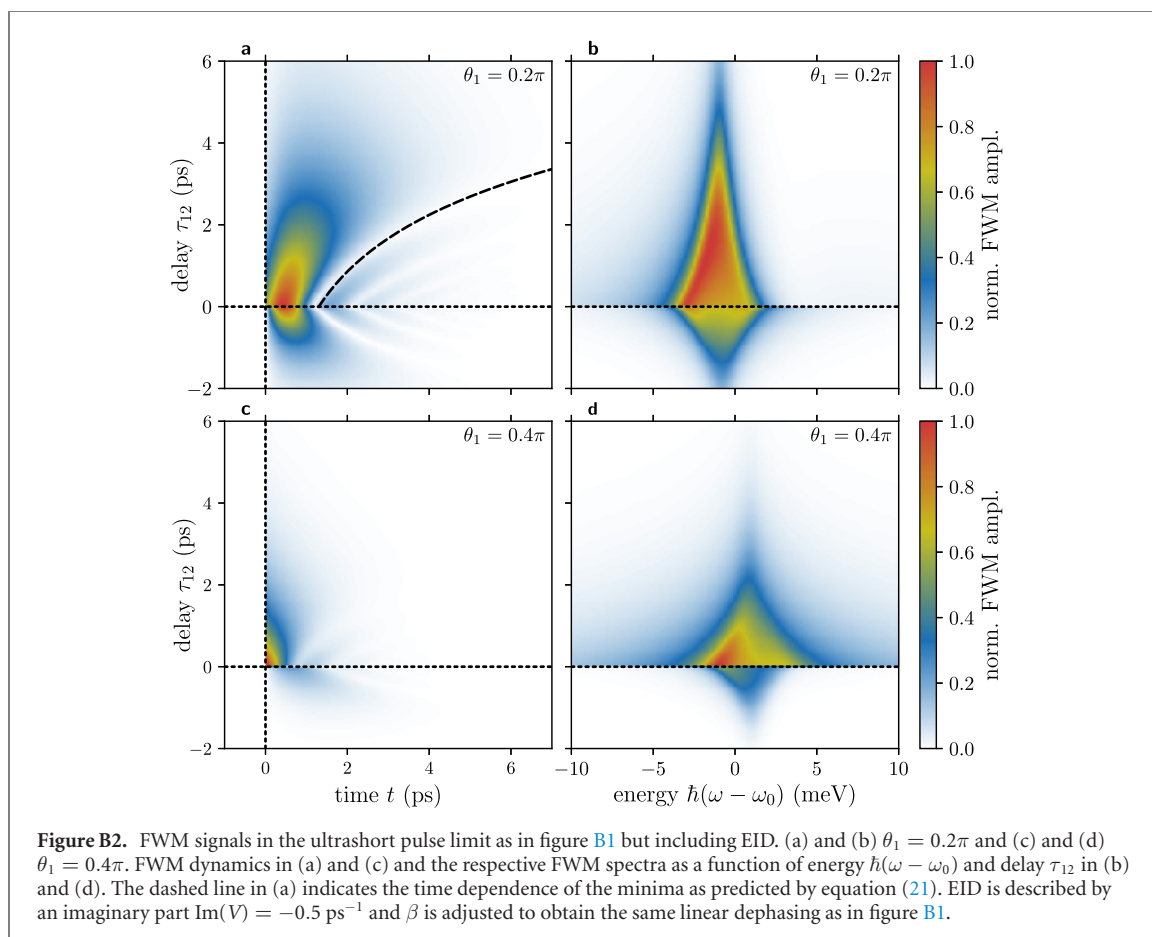 a
b
6
4
2
0
−2
delay τ₁₂ (ps)
θ₁ = 0.2π
θ₁ = 0.2π
1.0
0.8
0.6
0.4
0.2
0.0
norm. FWM ampl.
c
d
6
4
2
0
−2
delay τ₁₂ (ps)
θ₁ = 0.4π
θ₁ = 0.4π
1.0
0.8
0.6
0.4
0.2
0.0
norm. FWM ampl.
0 2 4 6
−10 −5 0 5 10
time t (ps)
energy ℏ(ω − ω₀) (meV)
Figure B2. FWM signals in the ultrashort pulse limit as in figure B1 but including EID. (a) and (b) θ₁ = 0.2π and (c) and (d)
θ₁ = 0.4π. FWM dynamics in (a) and (c) and the respective FWM spectra as a function of energy ℏ(ω − ω₀) and delay τ₁₂ in (b)
and (d). The dashed line in (a) indicates the time dependence of the minima as predicted by equation (21). EID is described by
an imaginary part Im(V) = −0.5 ps⁻¹ and β is adjusted to obtain the same linear dephasing as in figure B1.